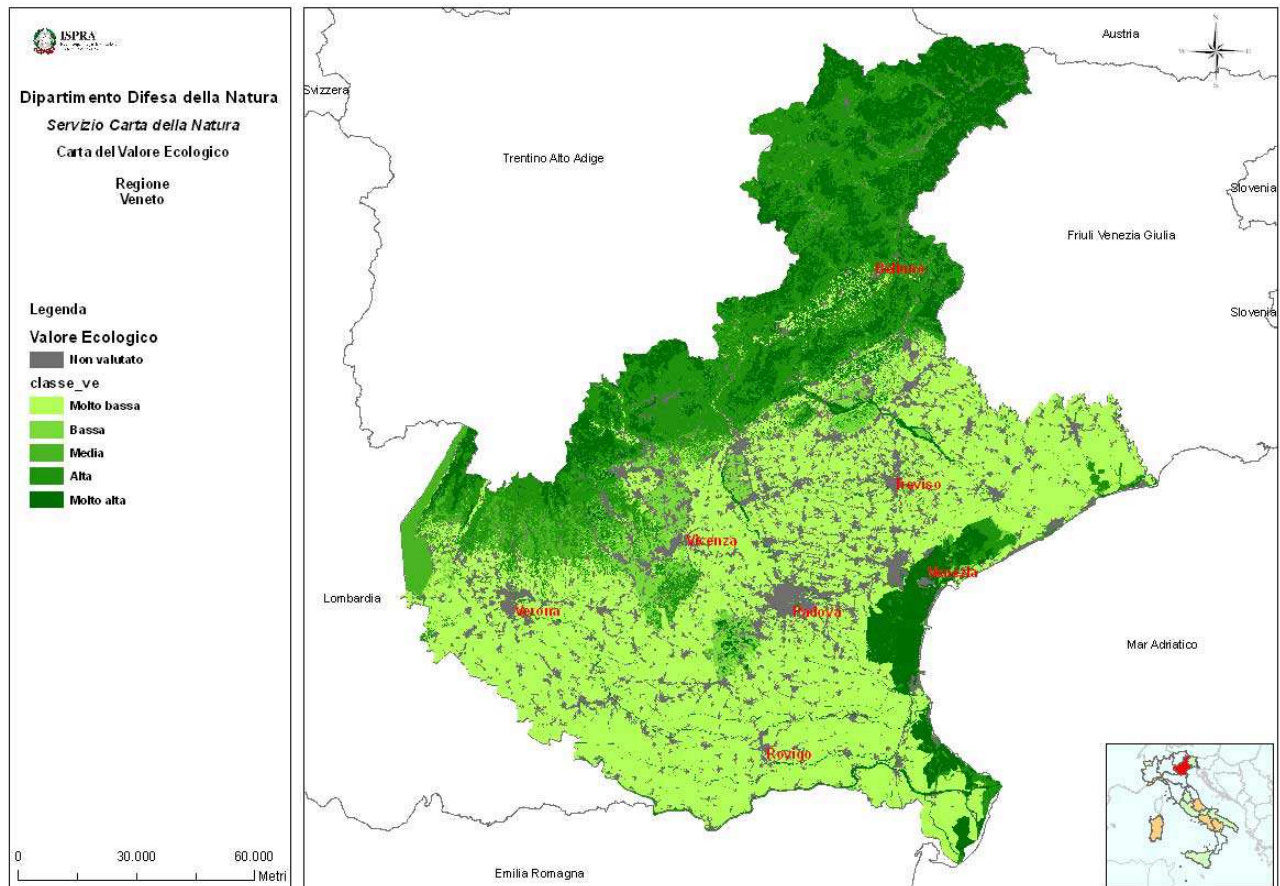 ISPRA
Dipartimento Difesa della Natura
Servizio Carta della Natura
Carta del Valore Ecologico
Regione
Veneto
Legenda
Valore Ecologico
Non valutato
classe_ve
Molto bassa
Bassa
Media
Alta
Molto alta
0 30.000 60.000
Metri
Austria
Svizzera
Trentino Alto Adige
Slovenia
Friuli Venezia Giulia
Belluno
Slovenia
Treviso
Vicenza
Venezia
Lombardia
Verona
Padova
Mar Adriatico
Rovigo
Emilia Romagna